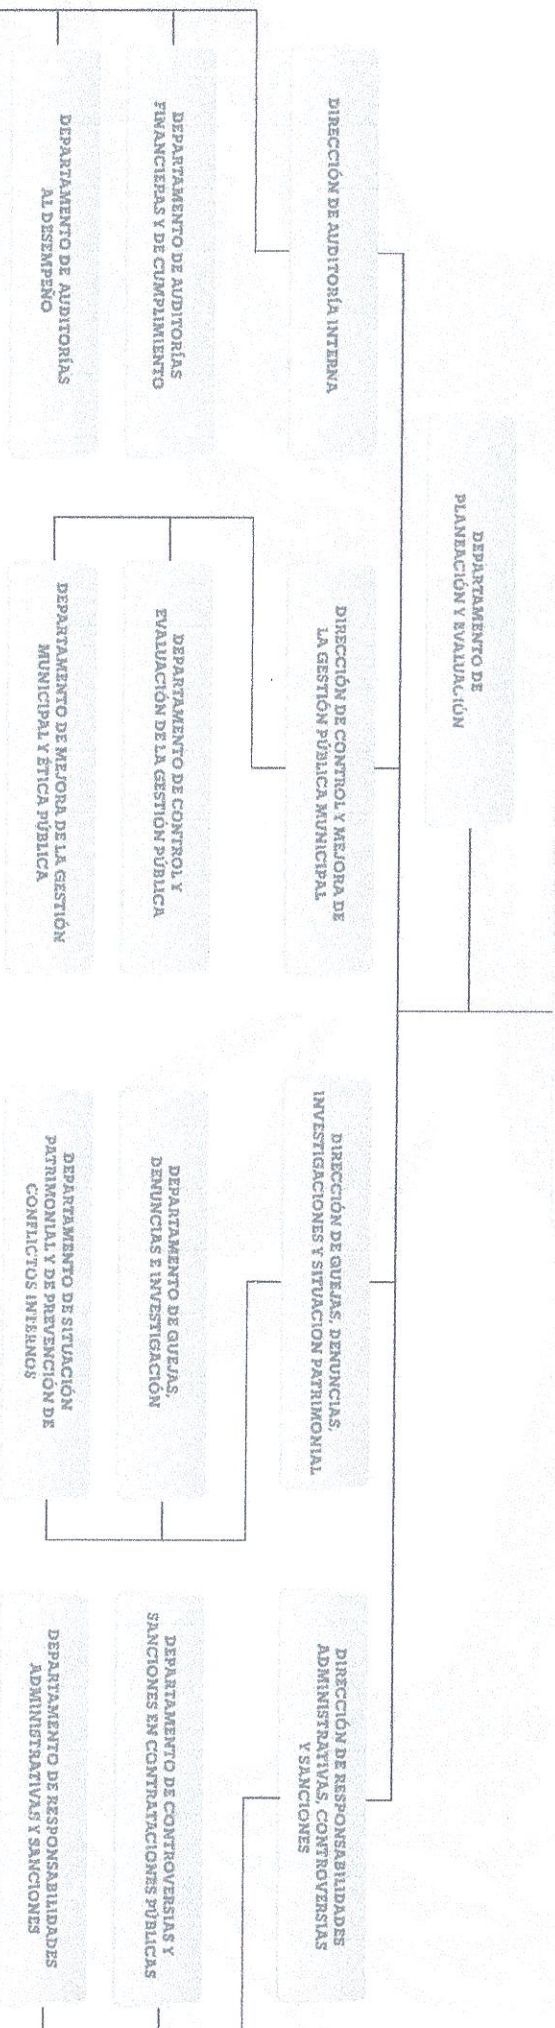 DEPARTAMENTO DE
PLANEACIÓN Y EVALUACIÓN
DIRECCIÓN DE AUDITORÍA INTERNA
DEPARTAMENTO DE AUDITORÍAS
FINANCIERAS Y DE CUMPLIMIENTO
DEPARTAMENTO DE AUDITORÍAS
AL DESEMPEÑO
DIRECCIÓN DE CONTROL Y MEJORA DE
LA GESTIÓN PÚBLICA MUNICIPAL
DEPARTAMENTO DE CONTROL Y
EVALUACIÓN DE LA GESTIÓN PÚBLICA
DEPARTAMENTO DE MEJORA DE LA GESTIÓN
MUNICIPAL Y ÉTICA PÚBLICA
DIRECCIÓN DE QUEJAS, DENUNCIAS,
INVESTIGACIONES Y SITUACION PATRIMONIAL
DEPARTAMENTO DE QUEJAS,
DENUNCIAS E INVESTIGACIÓN
DEPARTAMENTO DE SITUACIÓN
PATRIMONIAL Y DE PREVENCIÓN DE
CONFLICTOS INTERNOS
DIRECCIÓN DE RESPONSABILIDADES
ADMINISTRATIVAS, CONTROVERSIAS
Y SANCIONES
DEPARTAMENTO DE CONTROVERSIAS Y
SANCIONES EN CONTRATACIONES PÚBLICAS
DEPARTAMENTO DE RESPONSABILIDADES
ADMINISTRATIVAS Y SANCIONES